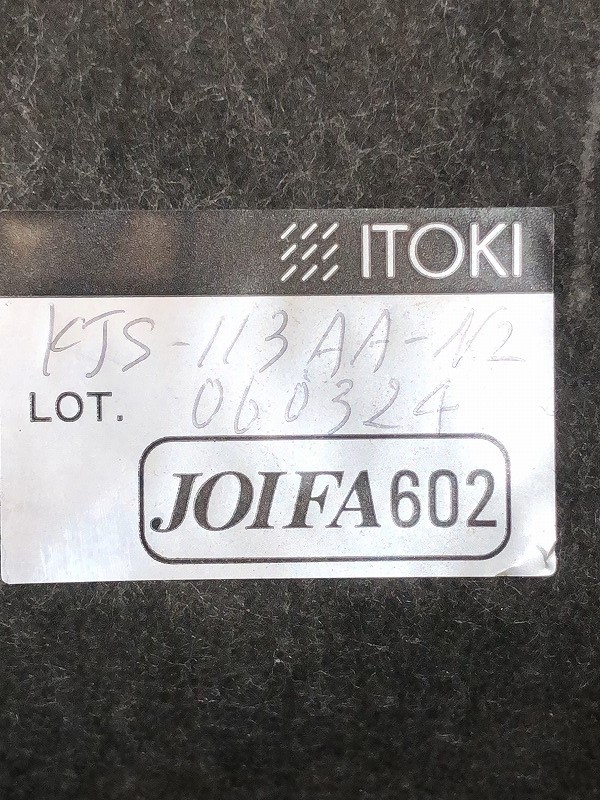 ITOKI
KJS-113AA-N2
LOT. 060324
JOIFA602